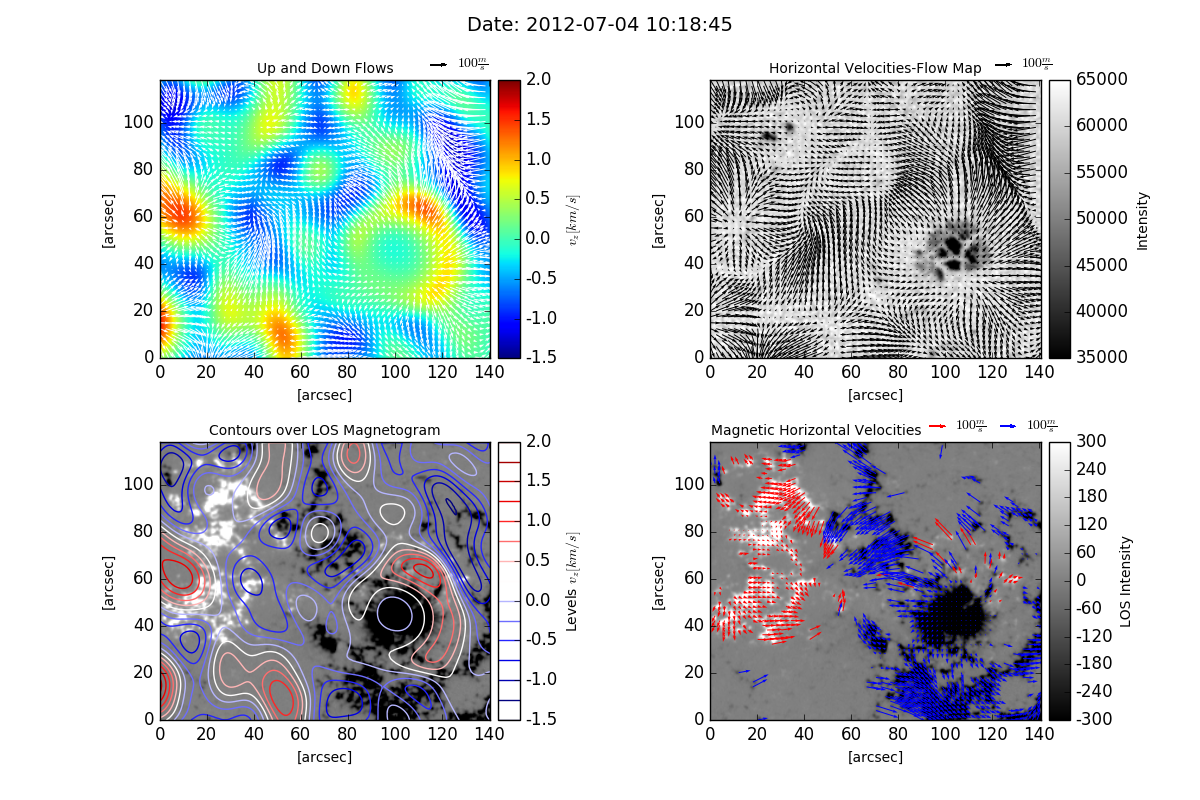 Date: 2012-07-04 10:18:45
Up and Down Flows
100 m/s
[arcsec]
100
80
60
40
20
0
0 20 40 60 80 100 120 140
[arcsec]
2.0
1.5
1.0
0.5
0.0
-0.5
-1.0
-1.5
v_z[km/s]
Horizontal Velocities-Flow Map
100 m/s
[arcsec]
100
80
60
40
20
0
0 20 40 60 80 100 120 140
[arcsec]
65000
60000
55000
50000
45000
40000
35000
Intensity
Contours over LOS Magnetogram
[arcsec]
100
80
60
40
20
0
0 20 40 60 80 100 120 140
[arcsec]
2.0
1.5
1.0
0.5
0.0
-0.5
-1.0
-1.5
Levels v_z[km/s]
Magnetic Horizontal Velocities
100 m/s 100 m/s
[arcsec]
100
80
60
40
20
0
0 20 40 60 80 100 120 140
[arcsec]
300
240
180
120
60
0
-60
-120
-180
-240
-300
LOS Intensity